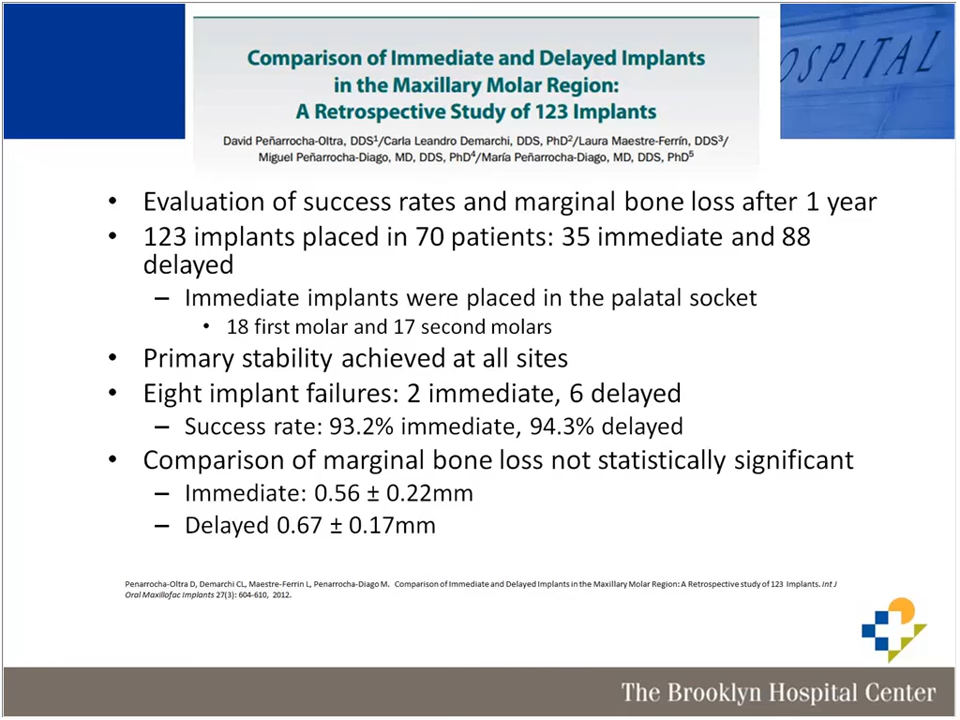 OSPITAL
Comparison of Immediate and Delayed Implants
in the Maxillary Molar Region:
A Retrospective Study of 123 Implants
David Peñarrocha-Oltra, DDS1/Carla Leandro Demarchi, DDS, PhD2/Laura Maestre-Ferrín, DDS3/
Miguel Peñarrocha-Diago, MD, DDS, PhD4/María Peñarrocha-Diago, MD, DDS, PhD5
• Evaluation of success rates and marginal bone loss after 1 year
• 123 implants placed in 70 patients: 35 immediate and 88
delayed
– Immediate implants were placed in the palatal socket
• 18 first molar and 17 second molars
• Primary stability achieved at all sites
• Eight implant failures: 2 immediate, 6 delayed
– Success rate: 93.2% immediate, 94.3% delayed
• Comparison of marginal bone loss not statistically significant
– Immediate: 0.56 ± 0.22mm
– Delayed 0.67 ± 0.17mm
Penarrocha-Oltra D, Demarchi CL, Maestre-Ferrin L, Penarrocha-Diago M. Comparison of Immediate and Delayed Implants in the Maxillary Molar Region: A Retrospective study of 123 Implants. Int J
Oral Maxillofac Implants 27(3): 604-610, 2012.
The Brooklyn Hospital Center